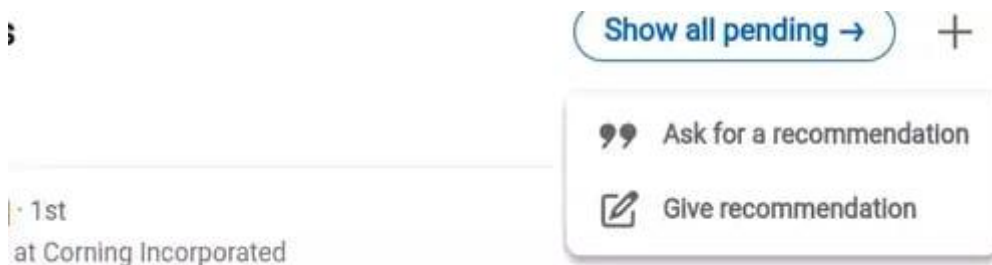 s
Show all pending →
Ask for a recommendation
Give recommendation
· 1st
at Corning Incorporated